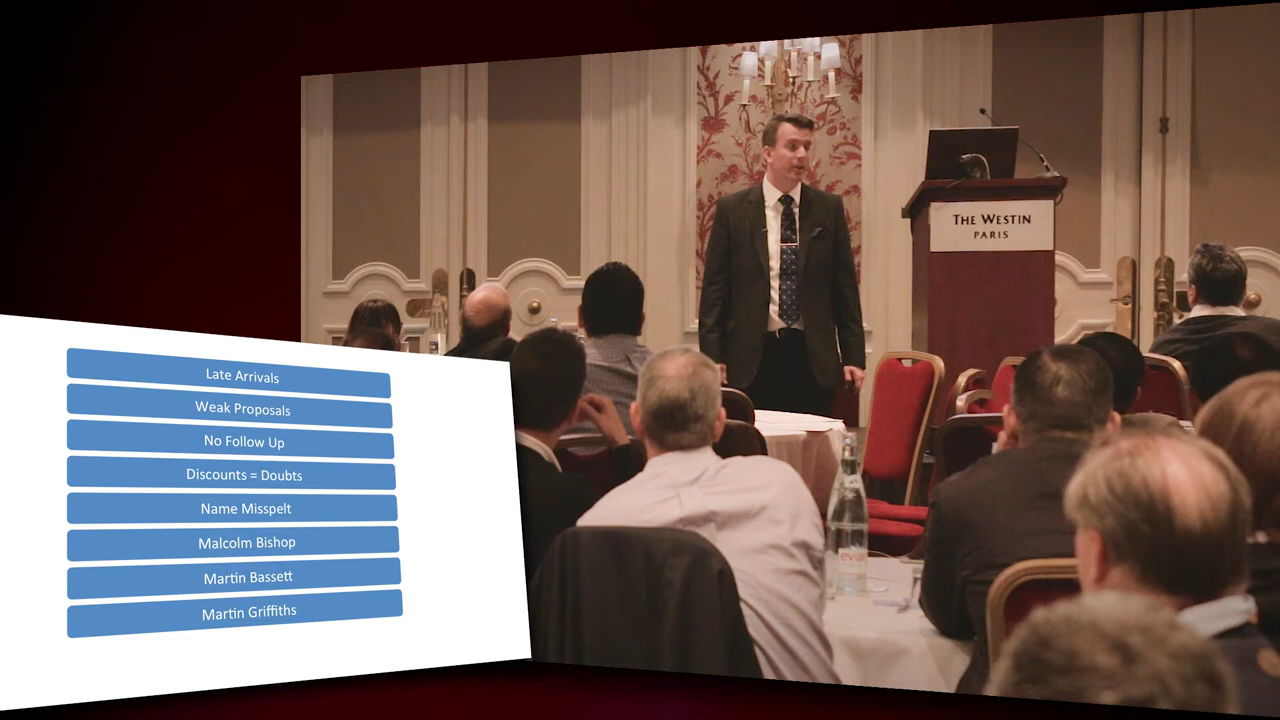 Late Arrivals
Weak Proposals
No Follow Up
Discounts = Doubts
Name Misspelt
Malcolm Bishop
Martin Bassett
Martin Griffiths
THE WESTIN
PARIS
evian